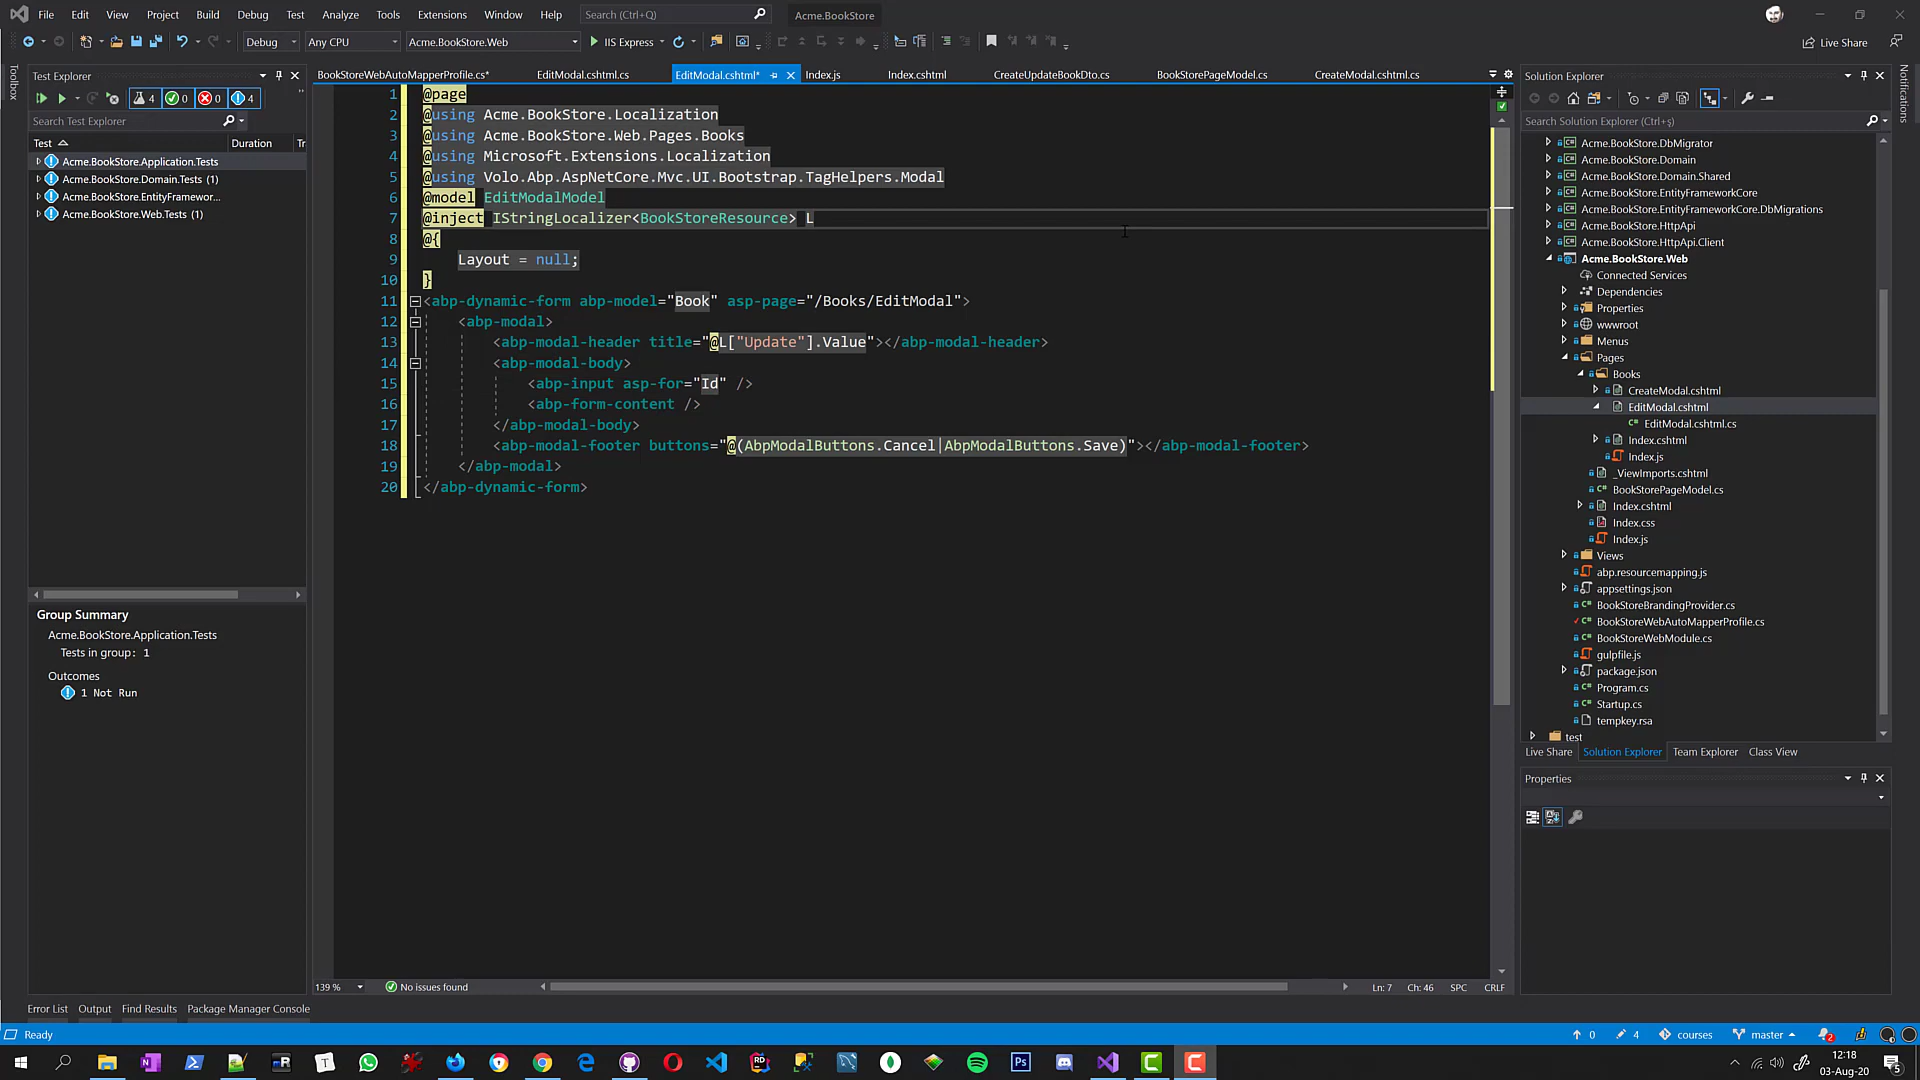 File Edit View Project Build Debug Test Analyze Tools Extensions Window Help Search (Ctrl+Q) Acme.BookStore
Debug Any CPU Acme.BookStore.Web IIS Express Live Share
Toolbox
Test Explorer
4 0 0 4
Search Test Explorer
Test Duration Tr
Acme.BookStore.Application.Tests
Acme.BookStore.Domain.Tests (1)
Acme.BookStore.EntityFramewor...
Acme.BookStore.Web.Tests (1)
Group Summary
Acme.BookStore.Application.Tests
Tests in group: 1
Outcomes
1 Not Run
BookStoreWebAutoMapperProfile.cs* EditModal.cshtml.cs EditModal.cshtml* Index.js Index.cshtml CreateUpdateBookDto.cs BookStorePageModel.cs CreateModal.cshtml.cs
1 @page
2 @using Acme.BookStore.Localization
3 @using Acme.BookStore.Web.Pages.Books
4 @using Microsoft.Extensions.Localization
5 @using Volo.Abp.AspNetCore.Mvc.UI.Bootstrap.TagHelpers.Modal
6 @model EditModalModel
7 @inject IStringLocalizer<BookStoreResource> L
8 @{
9 Layout = null;
10 }
11 <abp-dynamic-form abp-model="Book" asp-page="/Books/EditModal">
12 <abp-modal>
13 <abp-modal-header title="@L["Update"].Value"></abp-modal-header>
14 <abp-modal-body>
15 <abp-input asp-for="Id" />
16 <abp-form-content />
17 </abp-modal-body>
18 <abp-modal-footer buttons="@(AbpModalButtons.Cancel|AbpModalButtons.Save)"></abp-modal-footer>
19 </abp-modal>
20 </abp-dynamic-form>
139 % No issues found Ln: 7 Ch: 46 SPC CRLF
Solution Explorer
Search Solution Explorer (Ctrl+ş)
Acme.BookStore.DbMigrator
Acme.BookStore.Domain
Acme.BookStore.Domain.Shared
Acme.BookStore.EntityFrameworkCore
Acme.BookStore.EntityFrameworkCore.DbMigrations
Acme.BookStore.HttpApi
Acme.BookStore.HttpApi.Client
Acme.BookStore.Web
Connected Services
Dependencies
Properties
wwwroot
Menus
Pages
Books
CreateModal.cshtml
EditModal.cshtml
EditModal.cshtml.cs
Index.cshtml
Index.js
_ViewImports.cshtml
BookStorePageModel.cs
Index.cshtml
Index.css
Index.js
Views
abp.resourcemapping.js
appsettings.json
BookStoreBrandingProvider.cs
BookStoreWebAutoMapperProfile.cs
BookStoreWebModule.cs
gulpfile.js
package.json
Program.cs
Startup.cs
tempkey.rsa
test
Live Share Solution Explorer Team Explorer Class View
Properties
Notifications
Error List Output Find Results Package Manager Console
Ready 0 4 courses master 2
12:18
03-Aug-20
5